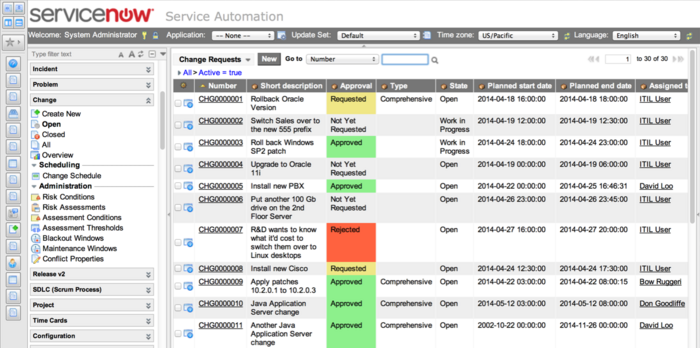 servicenow Service Automation
Welcome: System Administrator Application: -- None -- Update Set: Default Time zone: US/Pacific Language: English
Type filter text
A A
Incident
Problem
Change
Create New
Open
Closed
All
Overview
Scheduling
Change Schedule
Administration
Risk Conditions
Risk Assessments
Assessment Conditions
Assessment Thresholds
Blackout Windows
Maintenance Windows
Conflict Properties
Release v2
SDLC (Scrum Process)
Project
Time Cards
Configuration
Change Requests New Go to Number 1 to 30 of 30
All > Active = true
Number Short description Approval Type State Planned start date Planned end date Assigned t
CHG0000001 Rollback Oracle Requested Comprehensive Open 2014-04-18 16:00:00 2014-04-18 18:00:00 ITIL User
Version
CHG0000002 Switch Sales over to Not Yet Work in 2014-04-19 12:00:00 2014-04-19 12:30:00 ITIL User
the new 555 prefix Requested Progress
CHG0000003 Roll back Windows Approved Work in 2014-04-24 18:00:00 2014-04-24 23:00:00 ITIL User
SP2 patch Progress
CHG0000004 Upgrade to Oracle Not Yet Open 2014-04-19 00:00:00 2014-04-19 06:00:00 ITIL User
11i Requested
CHG0000005 Install new PBX Approved Open 2014-04-22 00:00:00 2014-04-25 16:46:31 David Loo
CHG0000006 Put another 100 Gb Not Yet Open 2014-04-26 23:00:00 2014-04-26 23:45:00 ITIL User
drive on the 2nd Requested
Floor Server
CHG0000007 R&D wants to know Rejected Open 2014-04-27 16:00:00 2014-04-27 20:00:00 ITIL User
what it'd cost to
switch them over to
Linux desktops
CHG0000008 Install new Cisco Requested Open 2014-04-24 12:30:00 2014-04-24 17:30:00 ITIL User
CHG0000009 Apply patches Approved Comprehensive Open 2014-04-22 03:00:00 2014-04-22 08:00:15 Bow Ruggeri
10.2.0.1 to 10.2.0.3
CHG0000010 Java Application Approved Comprehensive Open 2014-05-12 03:00:00 2014-05-12 08:00:00 Don Goodliffe
Server change
CHG0000011 Another Java Approved Comprehensive Open 2002-10-22 00:00:00 2014-11-26 00:00:00 David Loo
Application Server
change